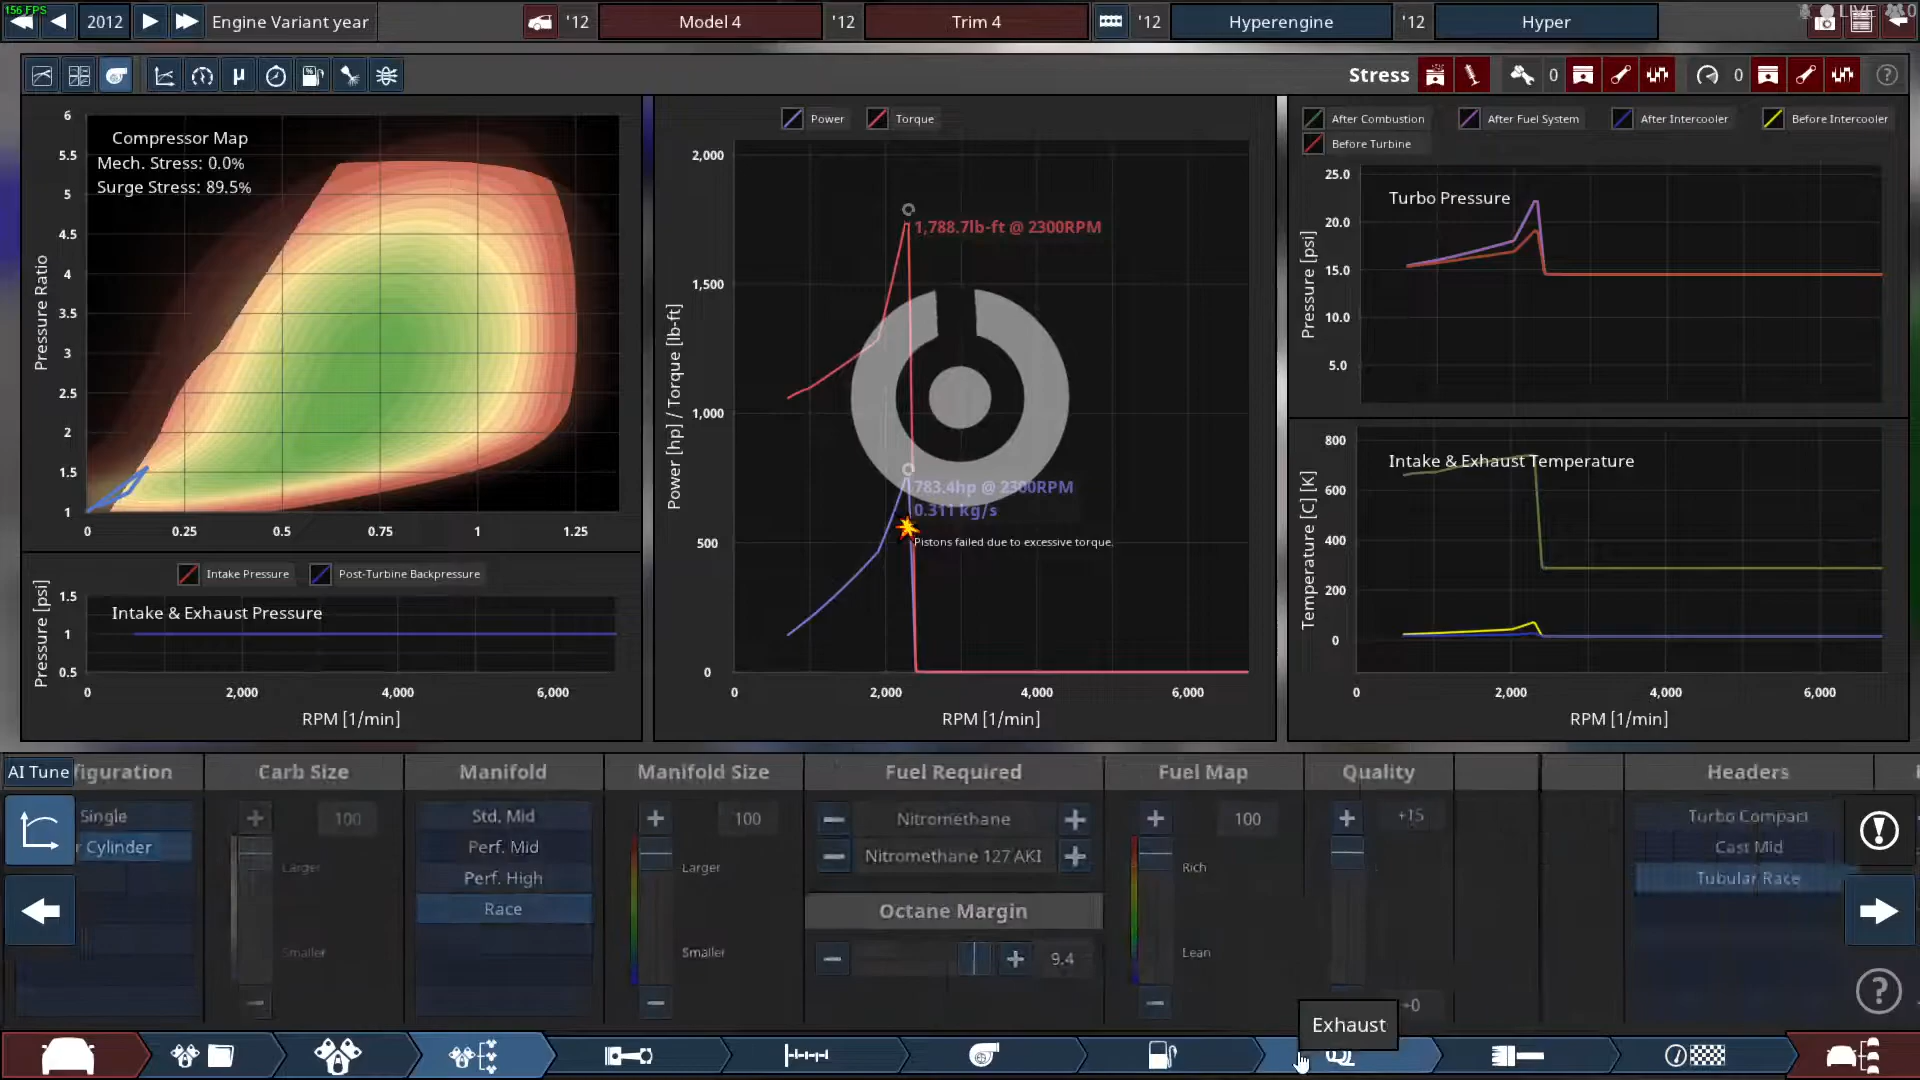 156 FPS
2012
Engine Variant year
'12
Model 4
'12
Trim 4
'12
Hyperengine
'12
Hyper
LIVE
0
Stress
0
0
Compressor Map
Mech. Stress: 0.0%
Surge Stress: 89.5%
Pressure Ratio
6
5.5
5
4.5
4
3.5
3
2.5
2
1.5
1
0
0.25
0.5
0.75
1
1.25
Intake Pressure
Post-Turbine Backpressure
Intake & Exhaust Pressure
Pressure [psi]
1.5
1
0.5
0
2,000
4,000
6,000
RPM [1/min]
Power
Torque
Power [hp] / Torque [lb-ft]
2,000
1,500
1,000
500
0
1,788.7lb-ft @ 2300RPM
783.4hp @ 2300RPM
0.311 kg/s
Pistons failed due to excessive torque.
0
2,000
4,000
6,000
RPM [1/min]
After Combustion
After Fuel System
After Intercooler
Before Intercooler
Before Turbine
Turbo Pressure
Pressure [psi]
25.0
20.0
15.0
10.0
5.0
Intake & Exhaust Temperature
Temperature [C] [K]
800
600
400
200
0
0
2,000
4,000
6,000
RPM [1/min]
AI Tune
figuration
Single
r Cylinder
Carb Size
100
Larger
Smaller
Manifold
Std. Mid
Perf. Mid
Perf. High
Race
Manifold Size
100
Larger
Smaller
Fuel Required
Nitromethane
Nitromethane 127 AKI
Octane Margin
9.4
Fuel Map
100
Rich
Lean
Quality
+15
+0
Headers
Turbo Compact
Cast Mid
Tubular Race
Exhaust